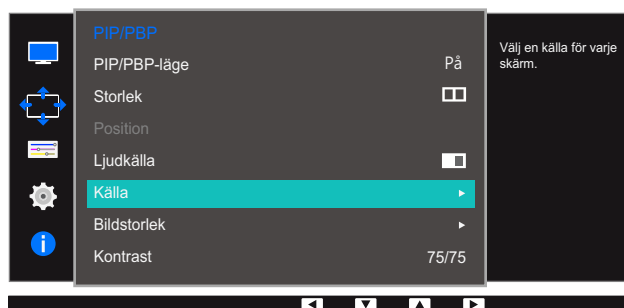 PIP/PBP
PIP/PBP-läge På
Storlek
Position
Ljudkälla
Källa
Bildstorlek
Kontrast 75/75
Välj en källa för varje
skärm.